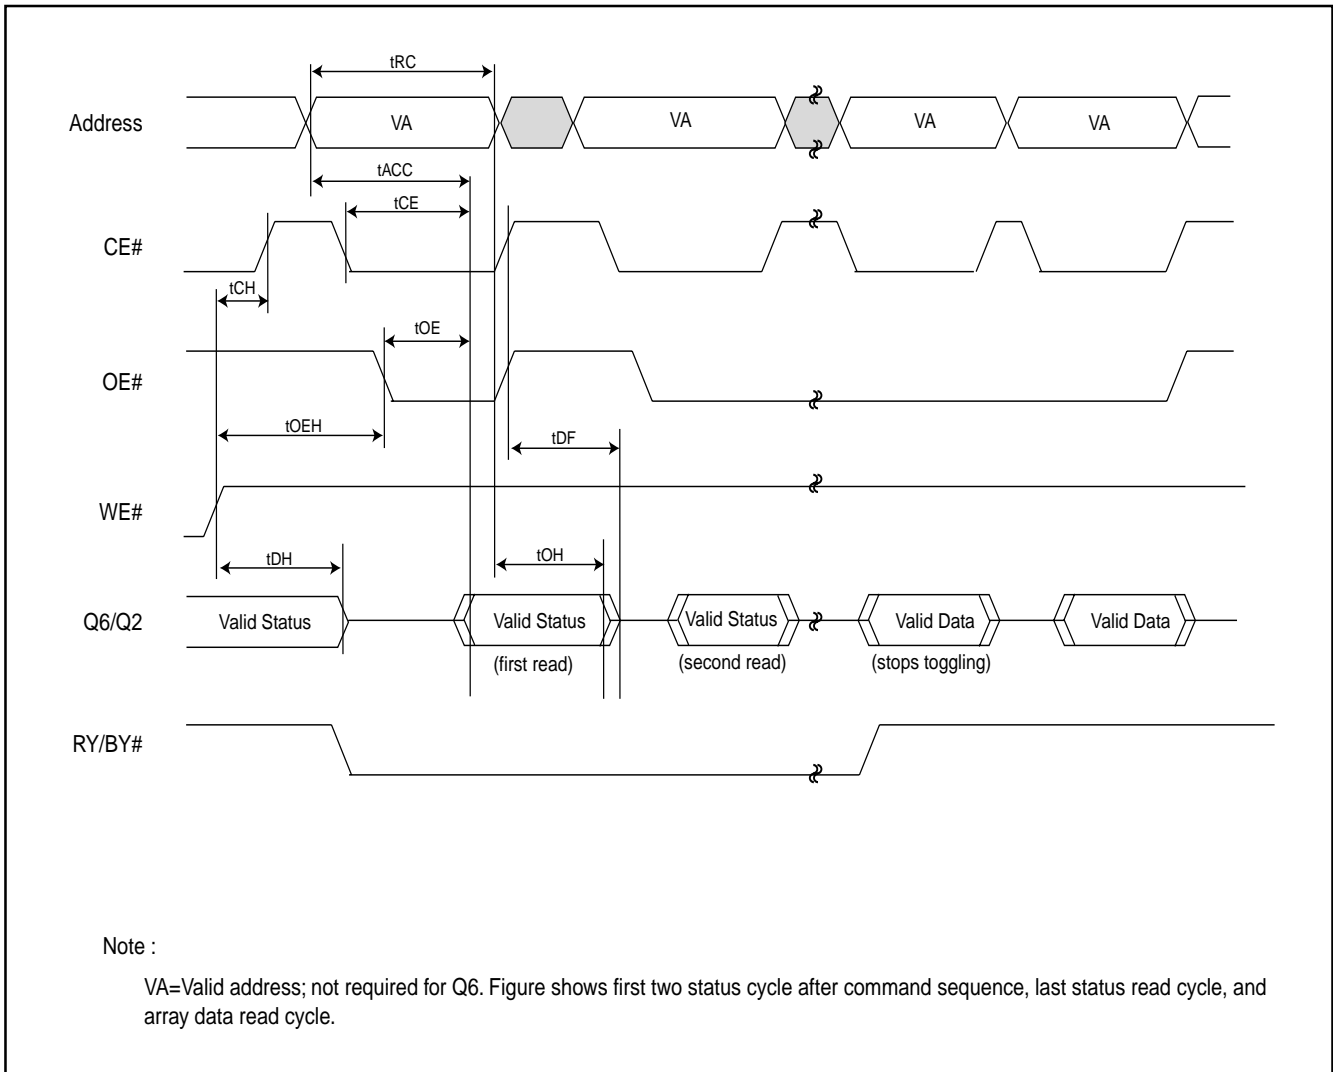 tRC
Address
VA
VA
VA
VA
tACC
tCE
CE#
tCH
tOE
OE#
tOEH
tDF
WE#
tDH
tOH
Q6/Q2
Valid Status
Valid Status
Valid Status
Valid Data
Valid Data
(first read)
(second read)
(stops toggling)
RY/BY#
Note :
VA=Valid address; not required for Q6. Figure shows first two status cycle after command sequence, last status read cycle, and
array data read cycle.